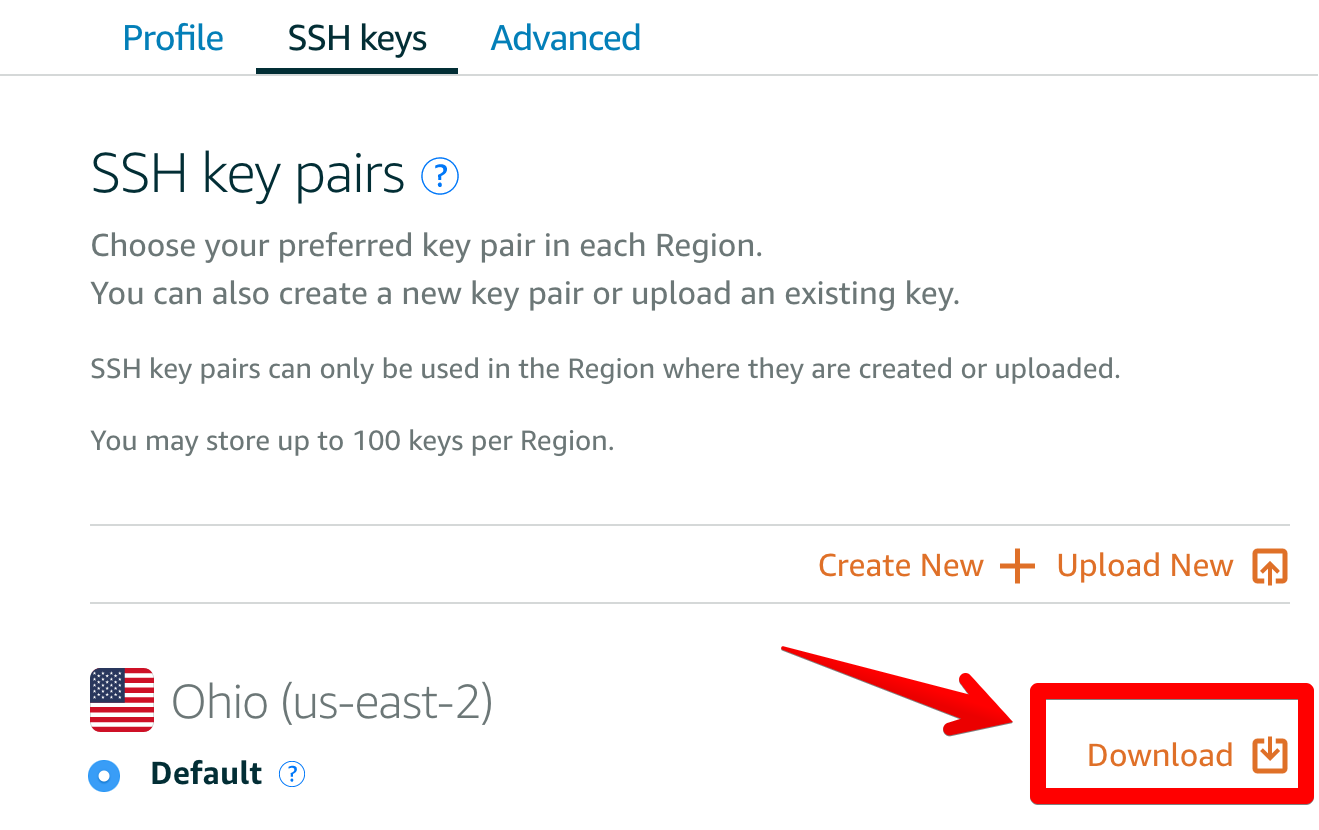 Profile SSH keys Advanced
SSH key pairs ?
Choose your preferred key pair in each Region.
You can also create a new key pair or upload an existing key.
SSH key pairs can only be used in the Region where they are created or uploaded.
You may store up to 100 keys per Region.
Create New Upload New
Ohio (us-east-2)
Default ? Download